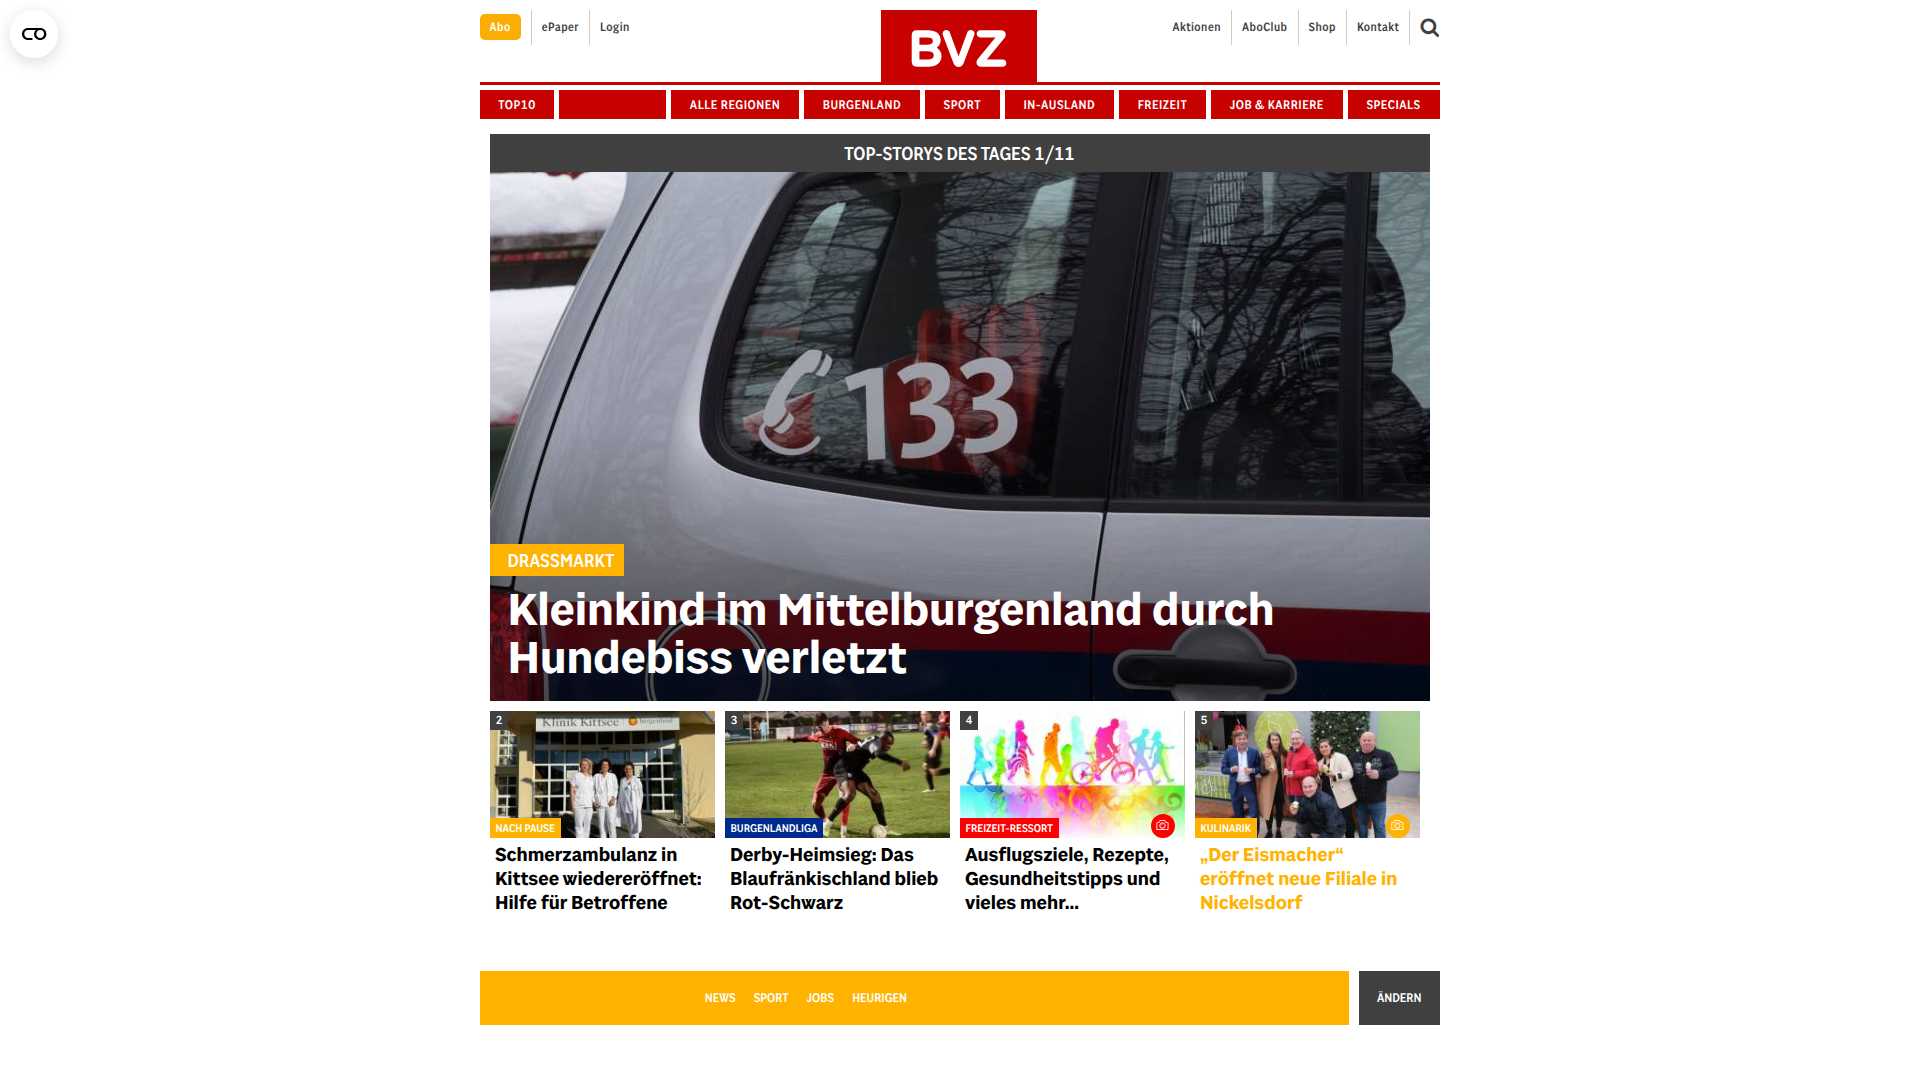 Abo
ePaper
Login
BVZ
Aktionen
AboClub
Shop
Kontakt
TOP10
ALLE REGIONEN
BURGENLAND
SPORT
IN-AUSLAND
FREIZEIT
JOB & KARRIERE
SPECIALS
TOP-STORYS DES TAGES 1/11
133
DRASSMARKT
Kleinkind im Mittelburgenland durch
Hundebiss verletzt
2
Klinik Kittsee
NACH PAUSE
Schmerzambulanz in
Kittsee wiedereröffnet:
Hilfe für Betroffene
3
BURGENLANDLIGA
Derby-Heimsieg: Das
Blaufränkischland blieb
Rot-Schwarz
4
FREIZEIT-RESSORT
Ausflugsziele, Rezepte,
Gesundheitstipps und
vieles mehr...
5
KULINARIK
„Der Eismacher“
eröffnet neue Filiale in
Nickelsdorf
NEWS
SPORT
JOBS
HEURIGEN
ÄNDERN